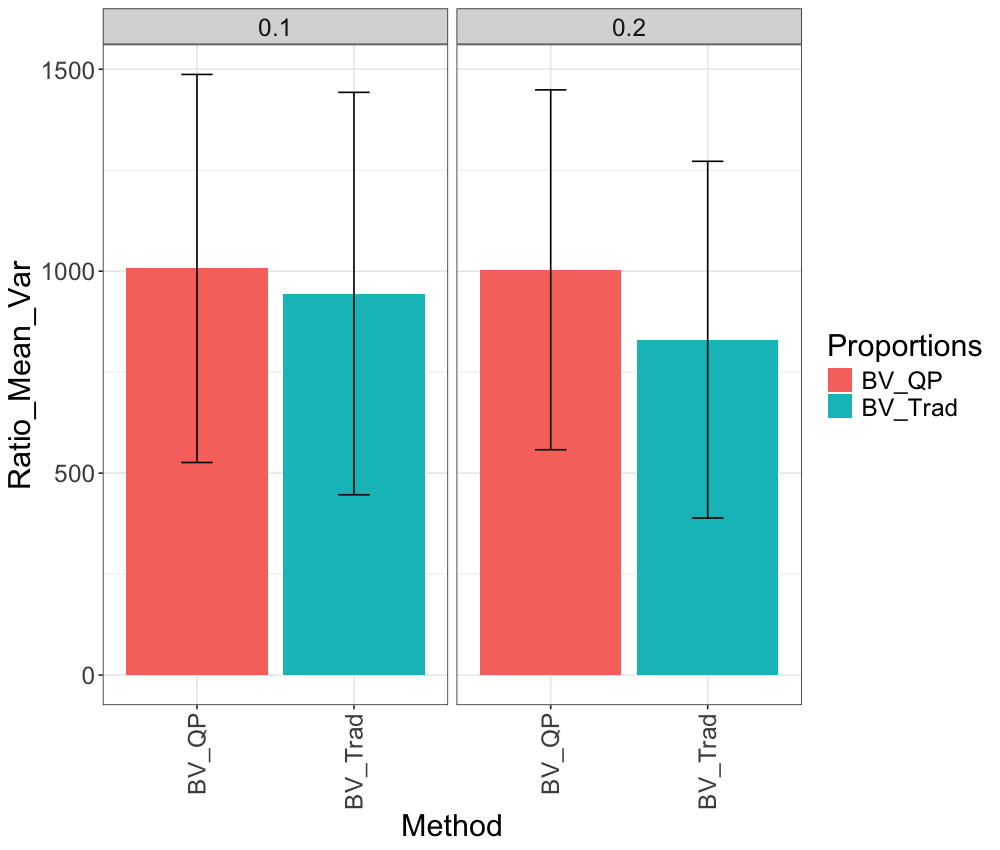 0.1
0.2
Ratio_Mean_Var
1500
1000
500
0
BV_QP
BV_Trad
BV_QP
BV_Trad
Method
Proportions
BV_QP
BV_Trad